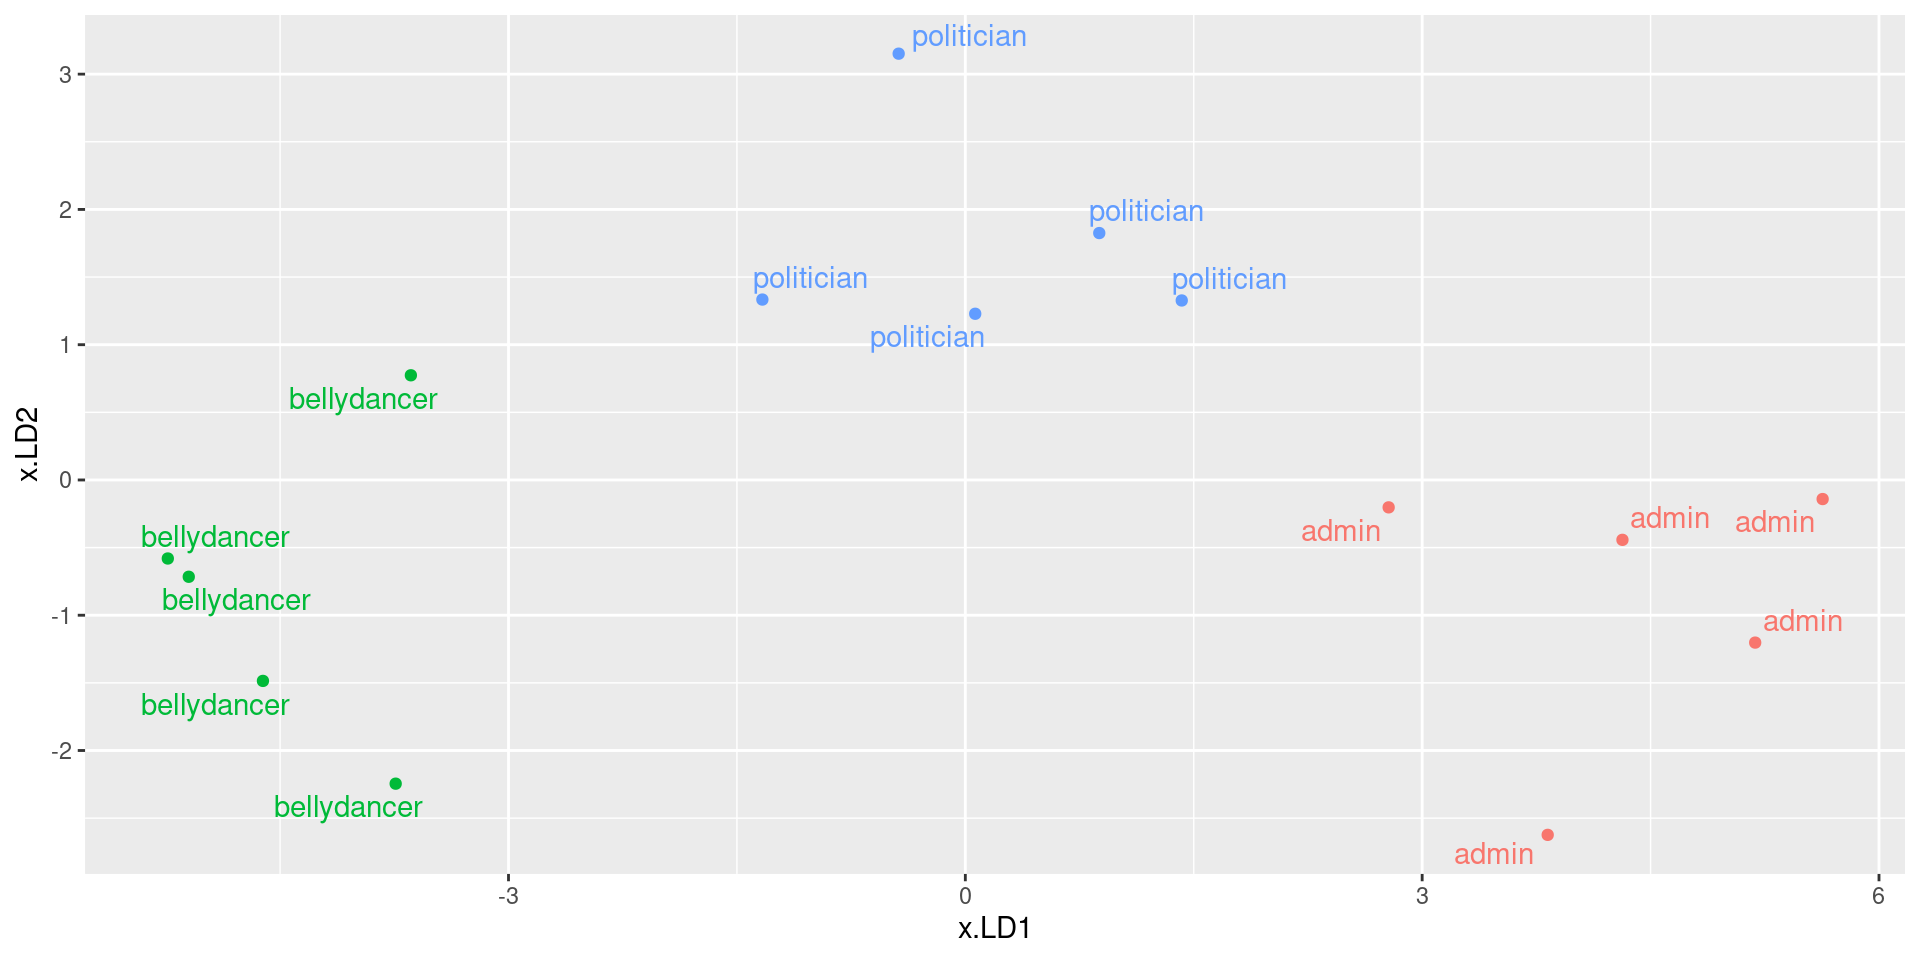 politician
3
politician
2
politician
politician
politician
1
bellydancer
x.LD2
0
admin
admin
admin
bellydancer
bellydancer
-1
admin
bellydancer
-2
bellydancer
admin
-3
0
3
6
x.LD1